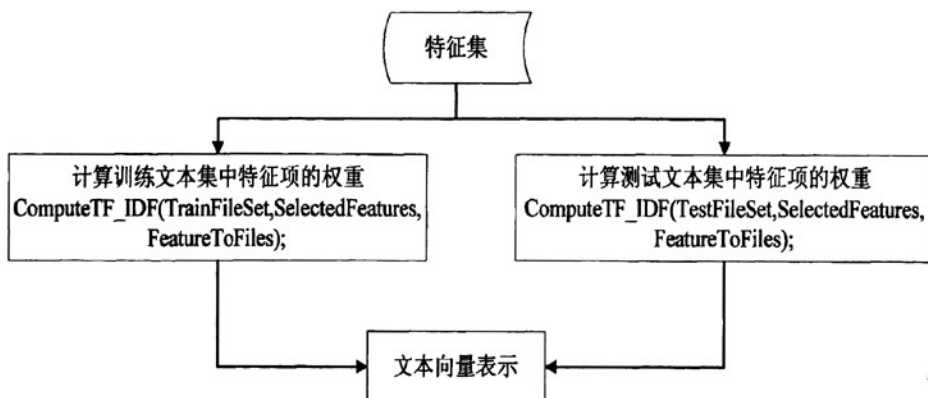 特征集
计算训练文本集中特征项的权重
ComputeTF_IDF(TrainFileSet,SelectedFeatures,
FeatureToFiles);
计算测试文本集中特征项的权重
ComputeTF_IDF(TestFileSet,SelectedFeatures,
FeatureToFiles);
文本向量表示